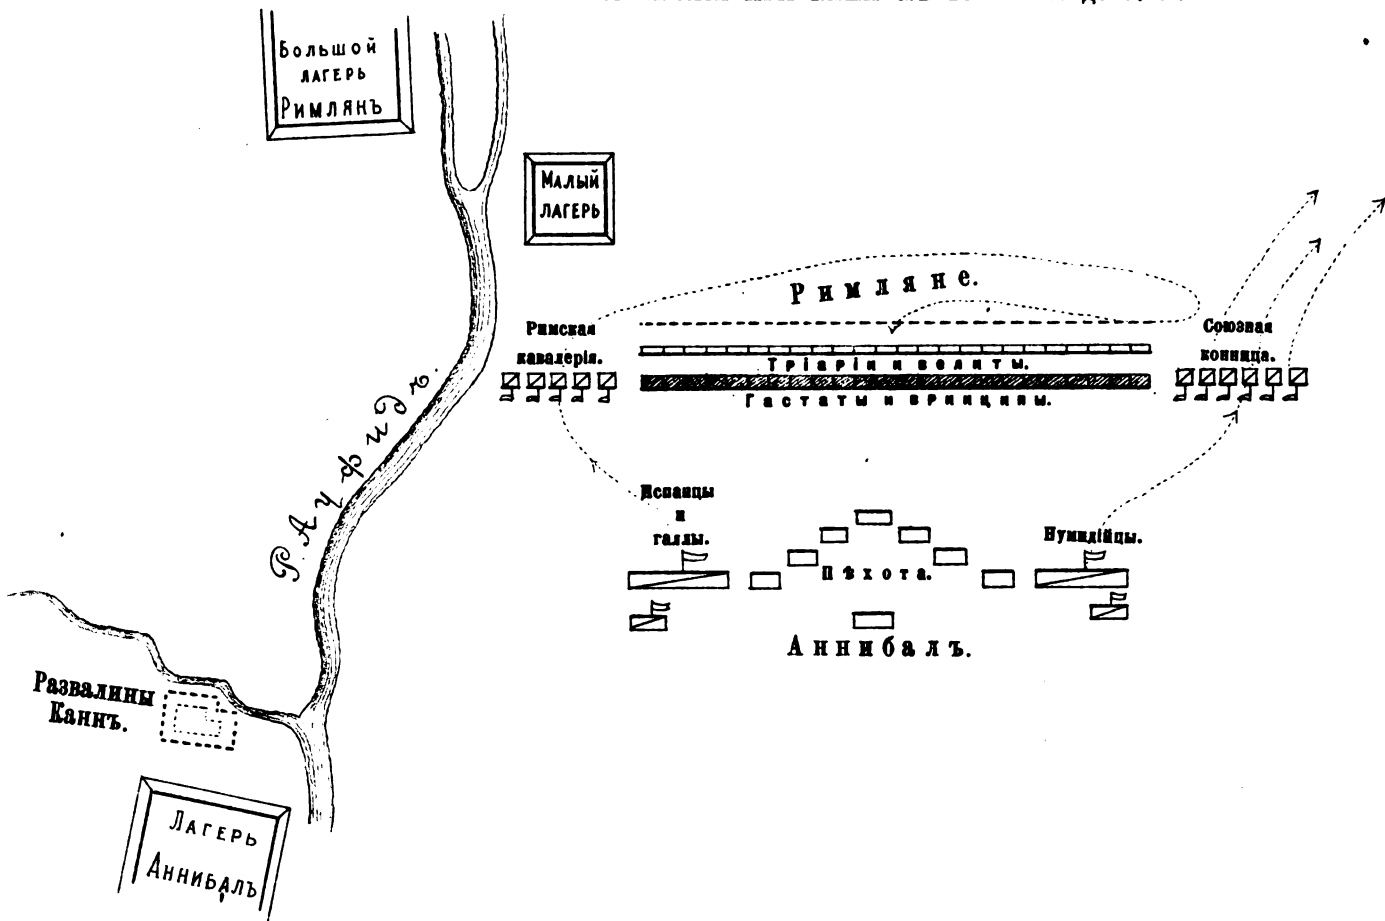 Большой
лагерь
Римлянъ
Малый
лагерь
Римляне.
Римская
кавалерія.
Союзная
конница.
Тріаріи и велиты.
Гастаты и принципы.
Р. Ауфидъ.
Испанцы
и
галлы.
Нумидійцы.
Пѣхота.
Аннибалъ.
Развалины
Каннъ.
Лагерь
Аннибалъ